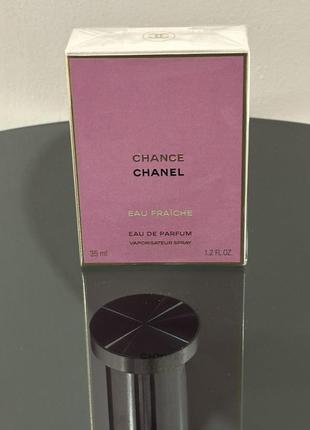 CHANCE
CHANEL
EAU FRAÎCHE
EAU DE PARFUM
VAPORISATEUR SPRAY
35 ml 1.2 FL.OZ.